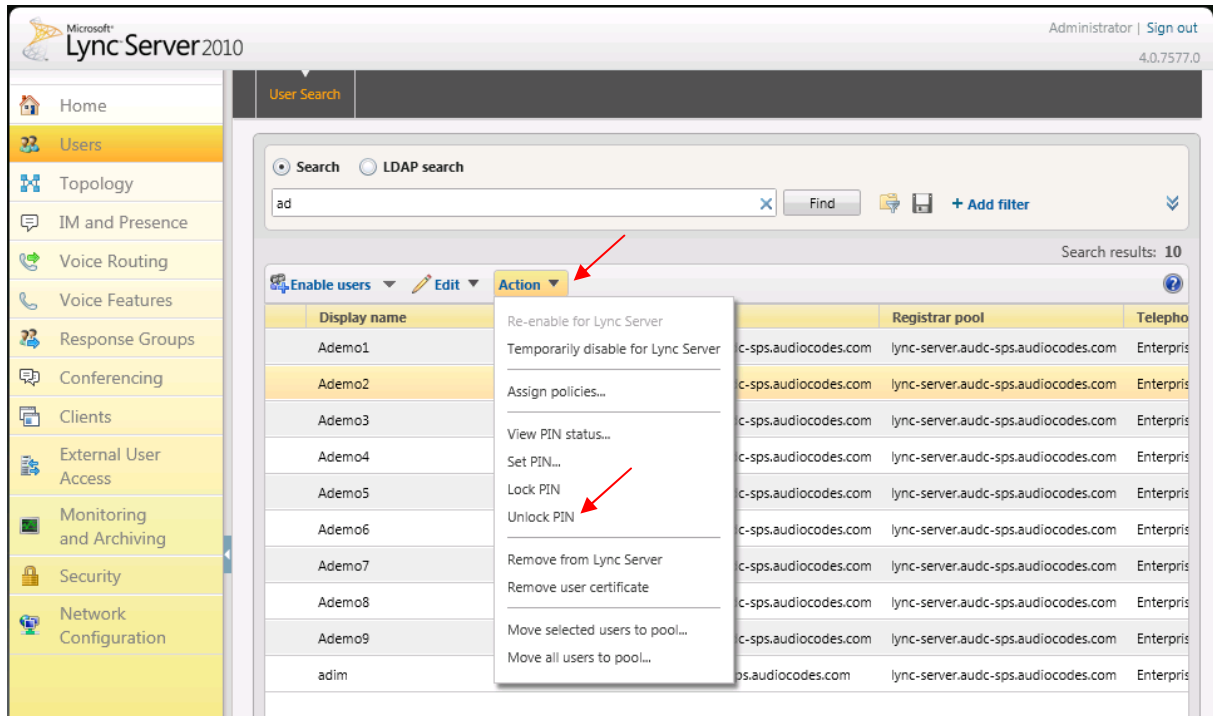 Microsoft®
Lync Server 2010
Administrator | Sign out
4.0.7577.0
Home
Users
Topology
IM and Presence
Voice Routing
Voice Features
Response Groups
Conferencing
Clients
External User
Access
Monitoring
and Archiving
Security
Network
Configuration
User Search
Search LDAP search
ad Find + Add filter
Search results: 10
Enable users Edit Action
Display name Registrar pool Telepho
Ademo1 c-sps.audiocodes.com lync-server.audc-sps.audiocodes.com Enterpris
Ademo2 c-sps.audiocodes.com lync-server.audc-sps.audiocodes.com Enterpris
Ademo3 c-sps.audiocodes.com lync-server.audc-sps.audiocodes.com Enterpris
Ademo4 c-sps.audiocodes.com lync-server.audc-sps.audiocodes.com Enterpris
Ademo5 c-sps.audiocodes.com lync-server.audc-sps.audiocodes.com Enterpris
Ademo6 c-sps.audiocodes.com lync-server.audc-sps.audiocodes.com Enterpris
Ademo7 c-sps.audiocodes.com lync-server.audc-sps.audiocodes.com Enterpris
Ademo8 c-sps.audiocodes.com lync-server.audc-sps.audiocodes.com Enterpris
Ademo9 c-sps.audiocodes.com lync-server.audc-sps.audiocodes.com Enterpris
adim ps.audiocodes.com lync-server.audc-sps.audiocodes.com Enterpris
Re-enable for Lync Server
Temporarily disable for Lync Server
Assign policies...
View PIN status...
Set PIN...
Lock PIN
Unlock PIN
Remove from Lync Server
Remove user certificate
Move selected users to pool...
Move all users to pool...